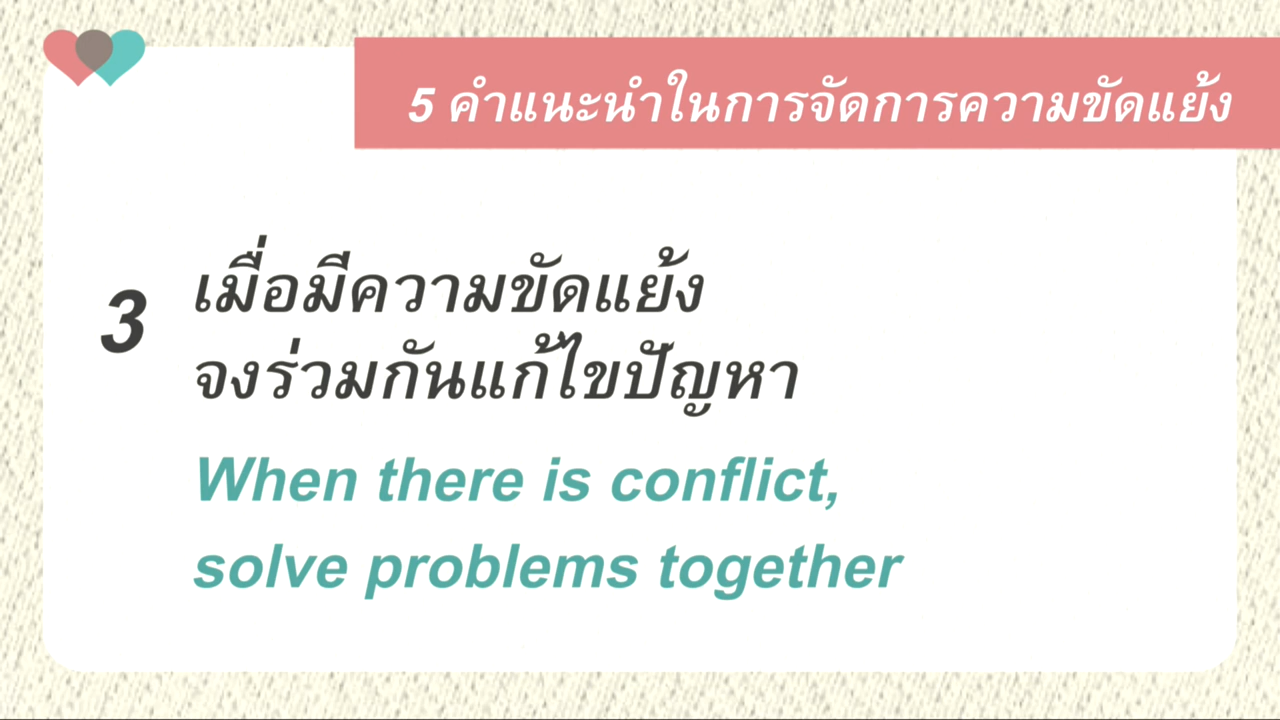 5 คำแนะนำในการจัดการความขัดแย้ง
3
เมื่อมีความขัดแย้ง
จงร่วมกันแก้ไขปัญหา
When there is conflict,
solve problems together